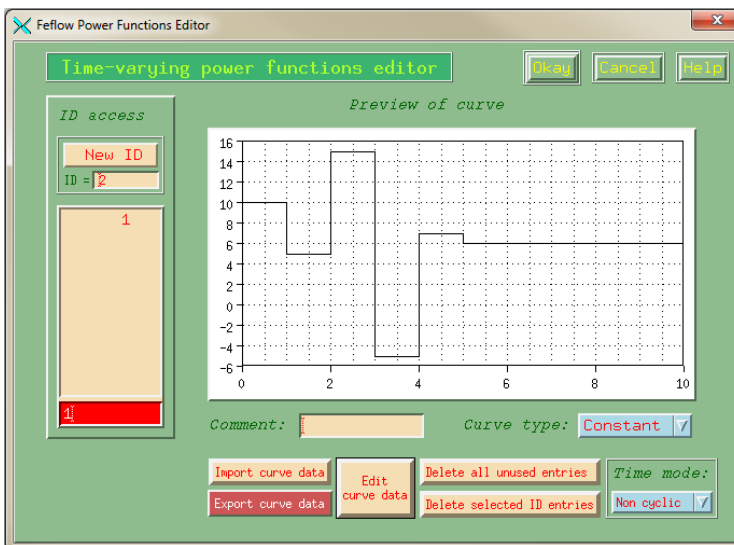 Feflow Power Functions Editor
Time-varying power functions editor
Okay Cancel Help
ID access
New ID
ID = 2
1
1
Preview of curve
16
14
12
10
8
6
4
2
0
-2
-4
-6
0 2 4 6 8 10
Comment:
Curve type: Constant
Import curve data
Export curve data
Edit
curve data
Delete all unused entries
Delete selected ID entries
Time mode:
Non cyclic